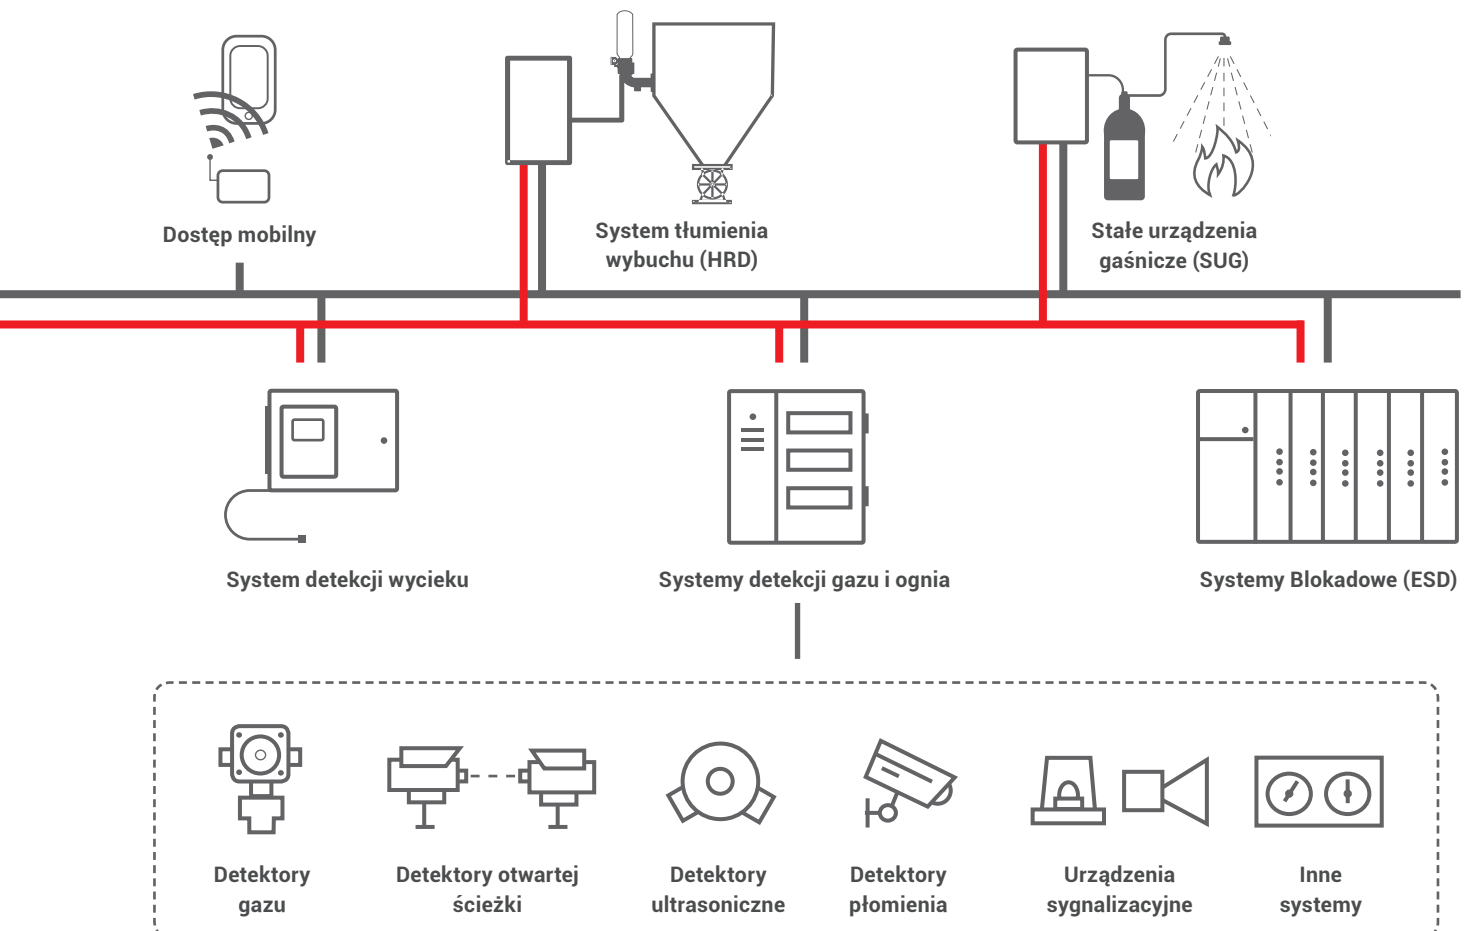 Dostęp mobilny
System tłumienia
wybuchu (HRD)
Stałe urządzenia
gaśnicze (SUG)
System detekcji wycieku
Systemy detekcji gazu i ognia
Systemy Blokadowe (ESD)
Detektory
gazu
Detektory otwartej
ścieżki
Detektory
ultrasoniczne
Detektory
płomienia
Urządzenia
sygnalizacyjne
Inne
systemy